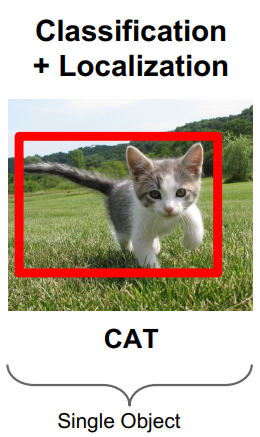 Classification
+ Localization
CAT
Single Object